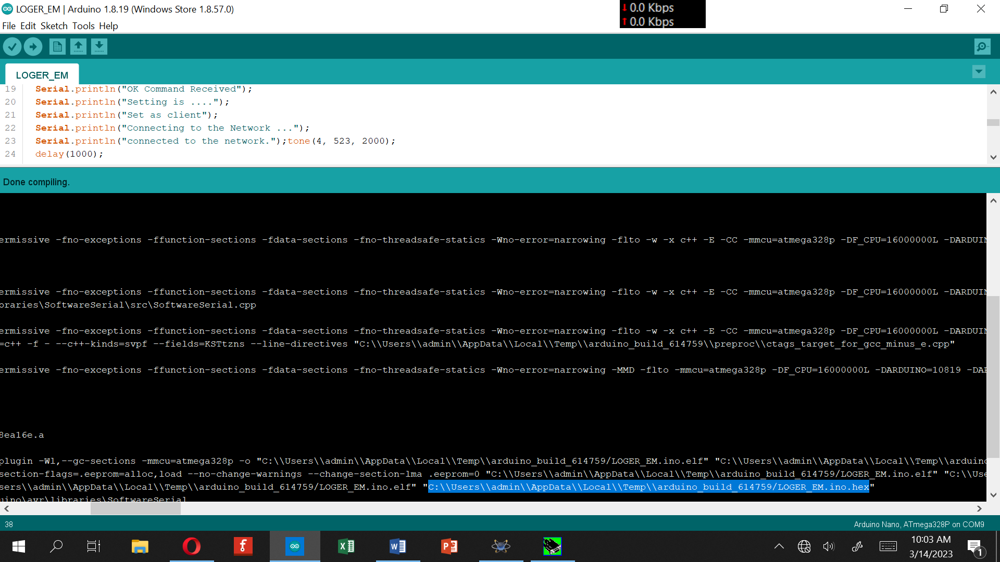 LOGER_EM | Arduino 1.8.19 (Windows Store 1.8.57.0)
0.0 Kbps
0.0 Kbps
File Edit Sketch Tools Help
LOGER_EM
19 Serial.println("OK Command Received");
20 Serial.println("Setting is ....");
21 Serial.println("Set as client");
22 Serial.println("Connecting to the Network ...");
23 Serial.println("connected to the network.");tone(4, 523, 2000);
24 delay(1000);
Done compiling.
ermissive -fno-exceptions -ffunction-sections -fdata-sections -fno-threadsafe-statics -Wno-error=narrowing -flto -w -x c++ -E -CC -mmcu=atmega328p -DF_CPU=16000000L -DARDUIN
ermissive -fno-exceptions -ffunction-sections -fdata-sections -fno-threadsafe-statics -Wno-error=narrowing -flto -w -x c++ -E -CC -mmcu=atmega328p -DF_CPU=16000000L -DARDUIN
braries\SoftwareSerial\src\SoftwareSerial.cpp
ermissive -fno-exceptions -ffunction-sections -fdata-sections -fno-threadsafe-statics -Wno-error=narrowing -flto -w -x c++ -E -CC -mmcu=atmega328p -DF_CPU=16000000L -DARDUIN
=c++ -f - --c++-kinds=svpf --fields=KSTtzns --line-directives "C:\\Users\\admin\\AppData\\Local\\Temp\\arduino_build_614759\\preproc\\ctags_target_for_gcc_minus_e.cpp"
ermissive -fno-exceptions -ffunction-sections -fdata-sections -fno-threadsafe-statics -Wno-error=narrowing -MMD -flto -mmcu=atmega328p -DF_CPU=16000000L -DARDUINO=10819 -DAR
8ea16e.a
plugin -Wl,--gc-sections -mmcu=atmega328p -o "C:\\Users\\admin\\AppData\\Local\\Temp\\arduino_build_614759/LOGER_EM.ino.elf" "C:\\Users\\admin\\AppData\\Local\\Temp\\arduino
section-flags=.eeprom=alloc,load --no-change-warnings --change-section-lma .eeprom=0 "C:\\Users\\admin\\AppData\\Local\\Temp\\arduino_build_614759/LOGER_EM.ino.elf" "C:\\Use
sers\\admin\\AppData\\Local\\Temp\\arduino_build_614759/LOGER_EM.ino.elf" "C:\\Users\\admin\\AppData\\Local\\Temp\\arduino_build_614759/LOGER_EM.ino.hex"
uino\avr\libraries\SoftwareSerial
38
Arduino Nano, ATmega328P on COM9
10:03 AM
3/14/2023
1